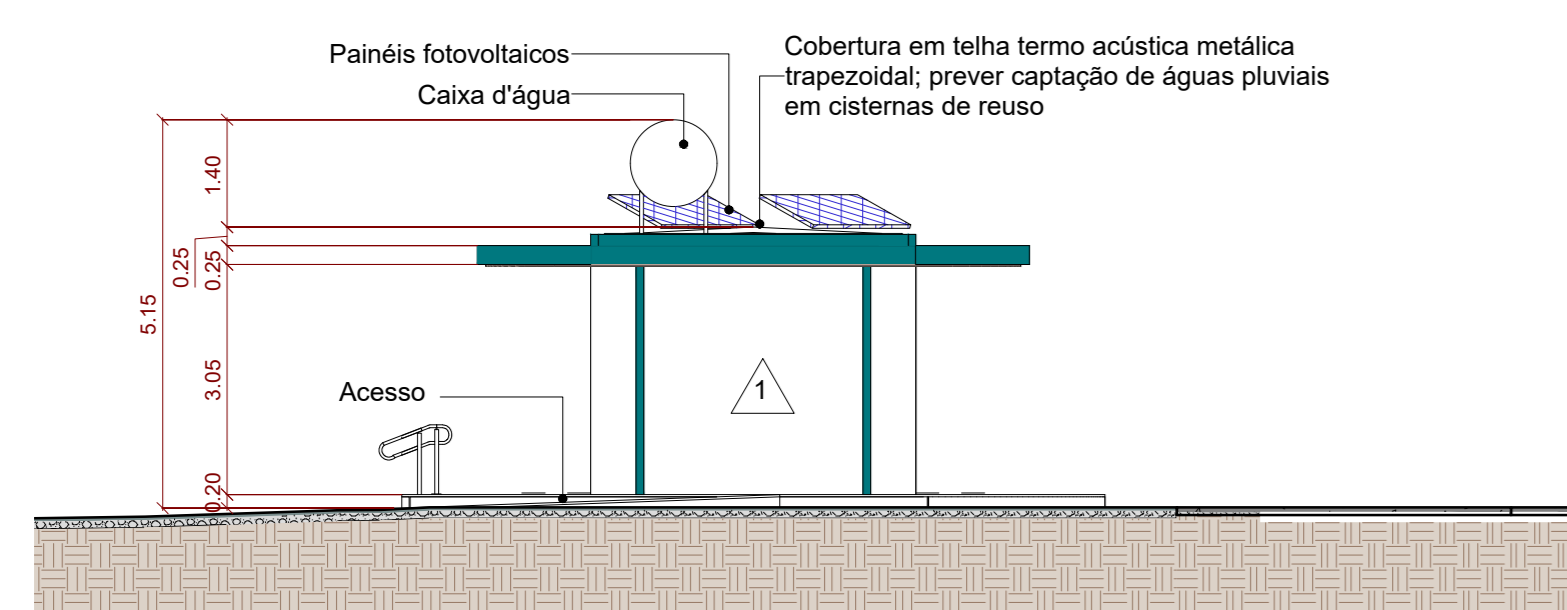 Painéis fotovoltaicos
Caixa d'água
Cobertura em telha termo acústica metálica
trapezoidal; prever captação de águas pluviais
em cisternas de reuso
1.40
0.25
0.25
5.15
3.05
0.20
Acesso
1